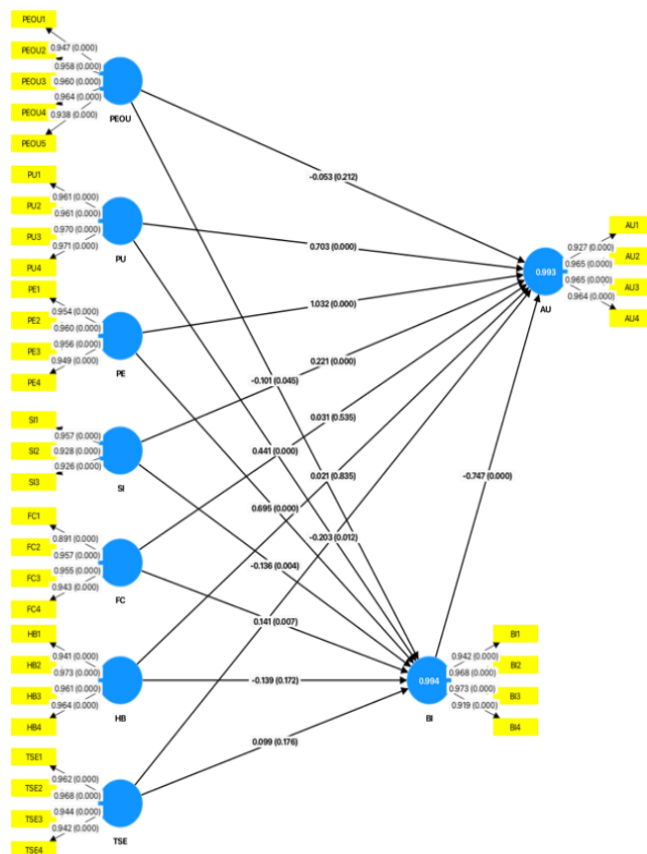 PEOU1
0.947 (0.000)
PEOU2
0.958 (0.000)
PEOU3
0.960 (0.000)
0.964 (0.000)
PEOU4
0.938 (0.000)
PEOU5
PEOU
PU1
0.961 (0.000)
PU2
0.961 (0.000)
PU3
0.970 (0.000)
0.971 (0.000)
PU4
PU
PE1
0.954 (0.000)
PE2
0.960 (0.000)
PE3
0.956 (0.000)
0.949 (0.000)
PE4
PE
SI1
0.957 (0.000)
SI2
0.928 (0.000)
0.926 (0.000)
SI3
SI
FC1
0.891 (0.000)
FC2
0.957 (0.000)
FC3
0.955 (0.000)
0.943 (0.000)
FC4
FC
HB1
0.941 (0.000)
HB2
0.973 (0.000)
HB3
0.961 (0.000)
0.964 (0.000)
HB4
HB
TSE1
0.962 (0.000)
TSE2
0.968 (0.000)
TSE3
0.944 (0.000)
0.942 (0.000)
TSE4
TSE
-0.053 (0.212)
0.703 (0.000)
1.032 (0.000)
0.221 (0.000)
-0.101 (0.045)
0.031 (0.535)
0.441 (0.000)
0.021 (0.835)
0.695 (0.000)
-0.203 (0.012)
-0.136 (0.004)
0.141 (0.007)
-0.139 (0.172)
0.099 (0.176)
-0.747 (0.000)
0.993
AU
AU1
0.927 (0.000)
AU2
0.965 (0.000)
0.965 (0.000)
AU3
0.964 (0.000)
AU4
0.994
BI
BI1
0.942 (0.000)
BI2
0.968 (0.000)
0.973 (0.000)
BI3
0.919 (0.000)
BI4